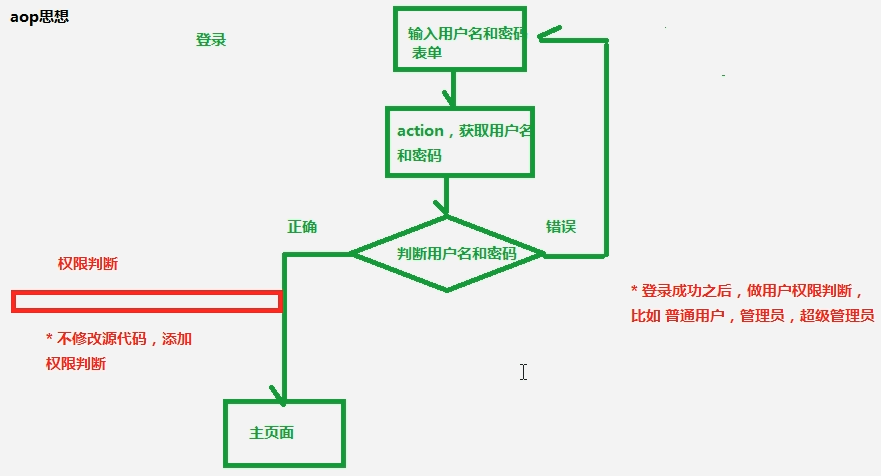 aop思想
登录
输入用户名和密码
表单
action，获取用户名
和密码
正确
错误
判断用户名和密码
权限判断
* 登录成功之后，做用户权限判断，
比如 普通用户，管理员，超级管理员
* 不修改源代码，添加
权限判断
主页面